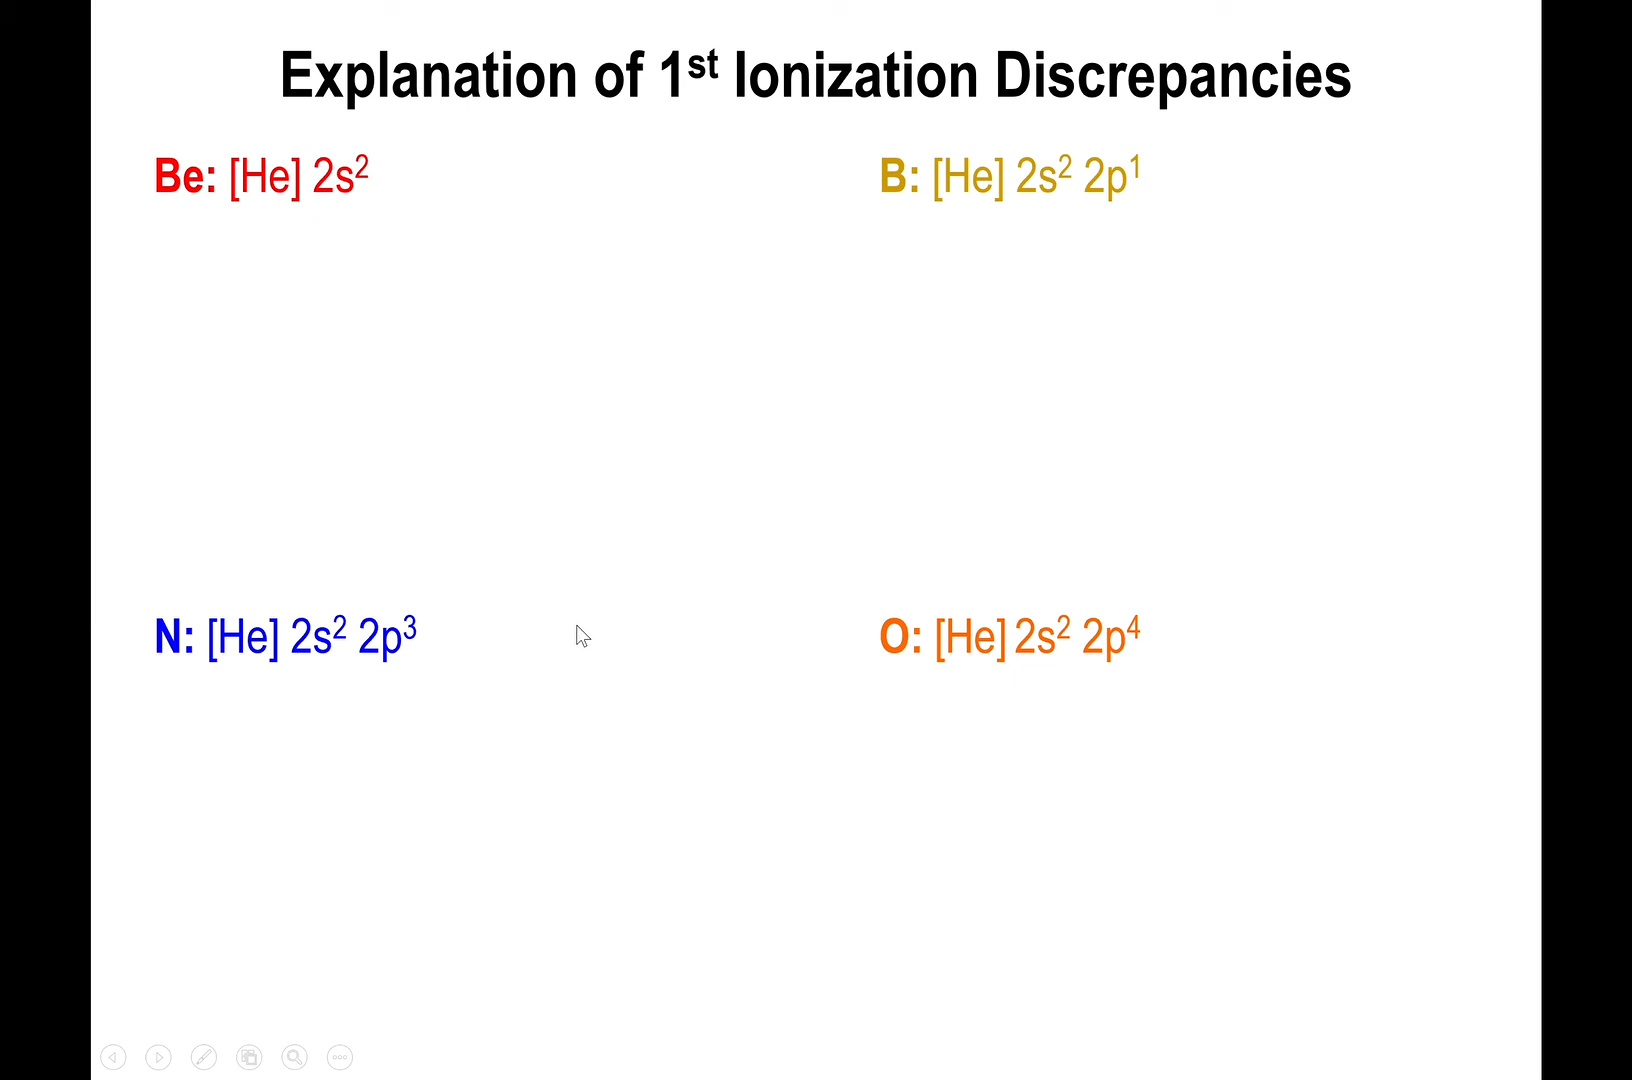 Explanation of 1st Ionization Discrepancies
Be: [He] 2s²
B: [He] 2s² 2p¹
N: [He] 2s² 2p³
O: [He] 2s² 2p⁴